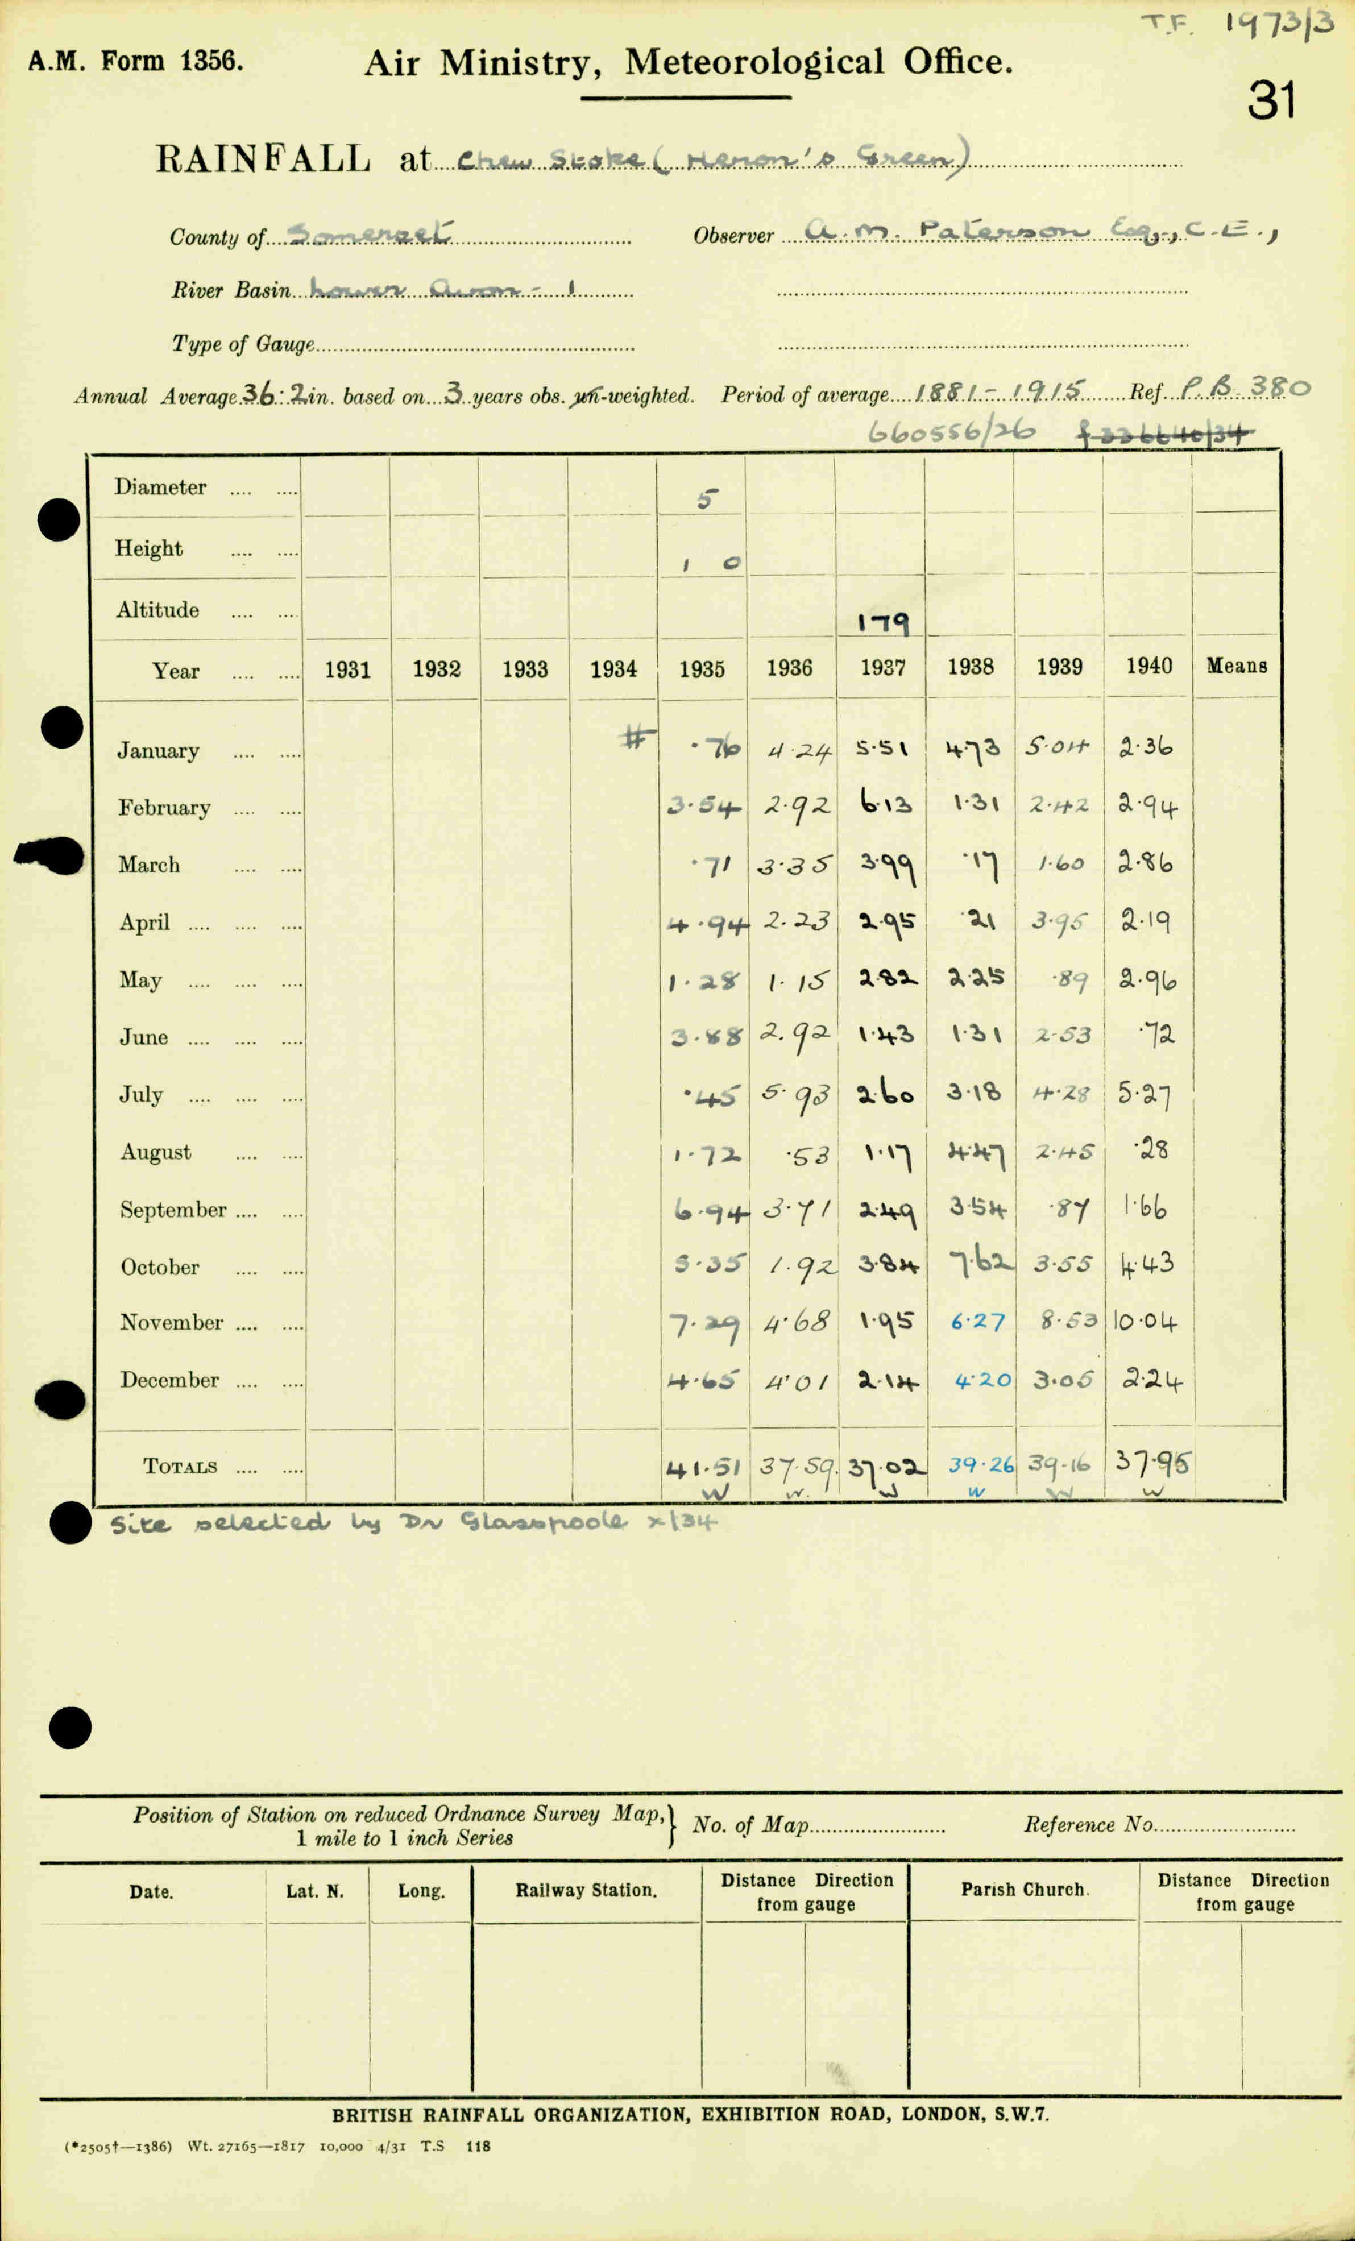 T.F. 1973/3
A.M. Form 1356. Air Ministry, Meteorological Office.
31
RAINFALL at Chew Stoke (Heron's Green)
County of Somerset Observer A. M. Paterson Esq., C.E.,
River Basin Lower Avon - 1
Type of Gauge
Annual Average 36.2 in. based on 3 years obs. un-weighted. Period of average 1881-1915 Ref. P.B. 380
660556/26 f 336640/34
Diameter 5
Height 1 0
Altitude 179
Year 1931 1932 1933 1934 1935 1936 1937 1938 1939 1940 Means
January # .76 4.24 5.51 4.73 5.04 2.36
February 3.54 2.92 6.13 1.31 2.42 2.94
March .71 3.35 3.99 .17 1.60 2.86
April 4.94 2.23 2.95 .21 3.95 2.19
May 1.28 1.15 2.82 2.25 .89 2.96
June 3.88 2.92 1.43 1.31 2.53 .72
July .45 5.93 2.60 3.18 4.28 5.27
August 1.72 .53 1.17 4.47 2.45 .28
September 6.94 3.71 2.49 3.54 .87 1.66
October 5.35 1.92 3.84 7.62 3.55 4.43
November 7.29 4.68 1.95 6.27 8.53 10.04
December 4.65 4.01 2.14 4.20 3.05 2.24
TOTALS 41.51 37.59 37.02 39.26 39.16 37.95
W W. W W W W
Site selected by Dr Glasspoole x/34
Position of Station on reduced Ordnance Survey Map, } No. of Map Reference No.
1 mile to 1 inch Series
Date. Lat. N. Long. Railway Station. Distance Direction from gauge Parish Church. Distance Direction from gauge
BRITISH RAINFALL ORGANIZATION, EXHIBITION ROAD, LONDON, S.W.7.
(*2505†—1386) Wt. 27165—1817 10,000 4/31 T.S 118